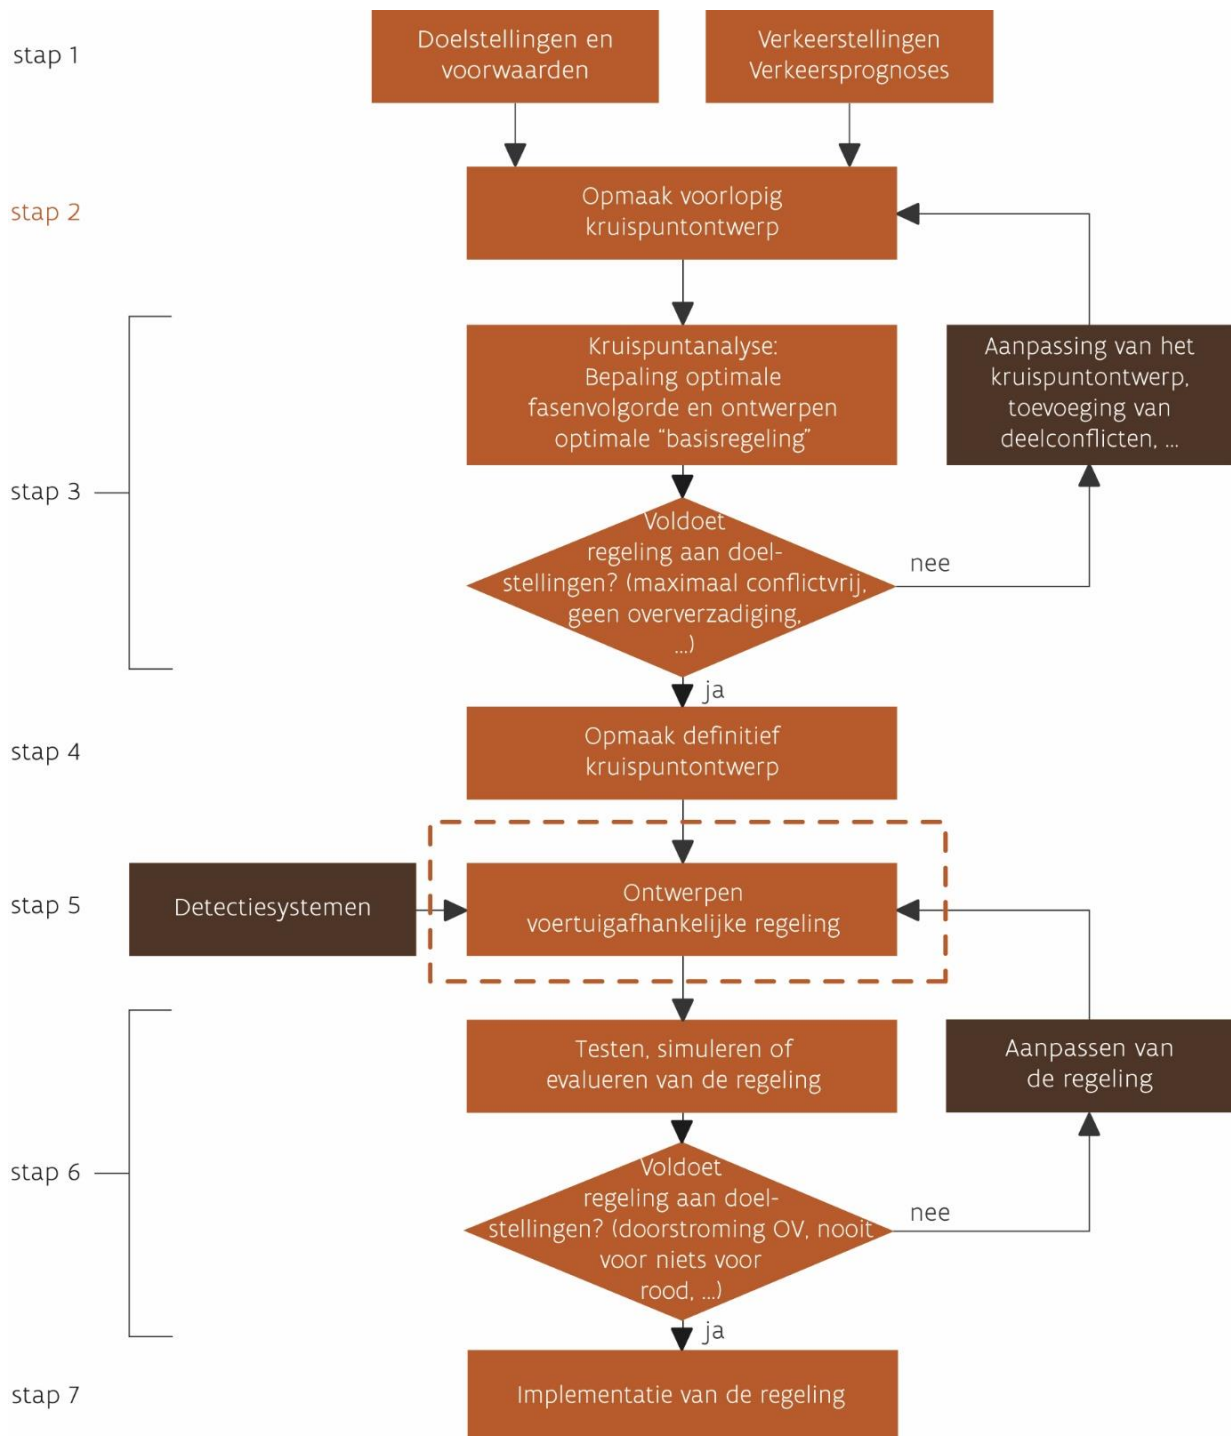 stap 1
Doelstellingen en
voorwaarden
Verkeerstellingen
Verkeersprognoses
stap 2
Opmaak voorlopig
kruispuntontwerp
stap 3
Kruispuntanalyse:
Bepaling optimale
fasenvolgorde en ontwerpen
optimale “basisregeling”
Aanpassing van het
kruispuntontwerp,
toevoeging van
deelconflicten, ...
Voldoet
regeling aan doel-
stellingen? (maximaal conflictvrij,
geen oververzadiging,
...)
nee
ja
stap 4
Opmaak definitief
kruispuntontwerp
stap 5
Detectiesystemen
Ontwerpen
voertuigafhankelijke regeling
stap 6
Testen, simuleren of
evalueren van de regeling
Aanpassen van
de regeling
Voldoet
regeling aan doel-
stellingen? (doorstroming OV, nooit
voor niets voor
rood, ...)
nee
ja
stap 7
Implementatie van de regeling